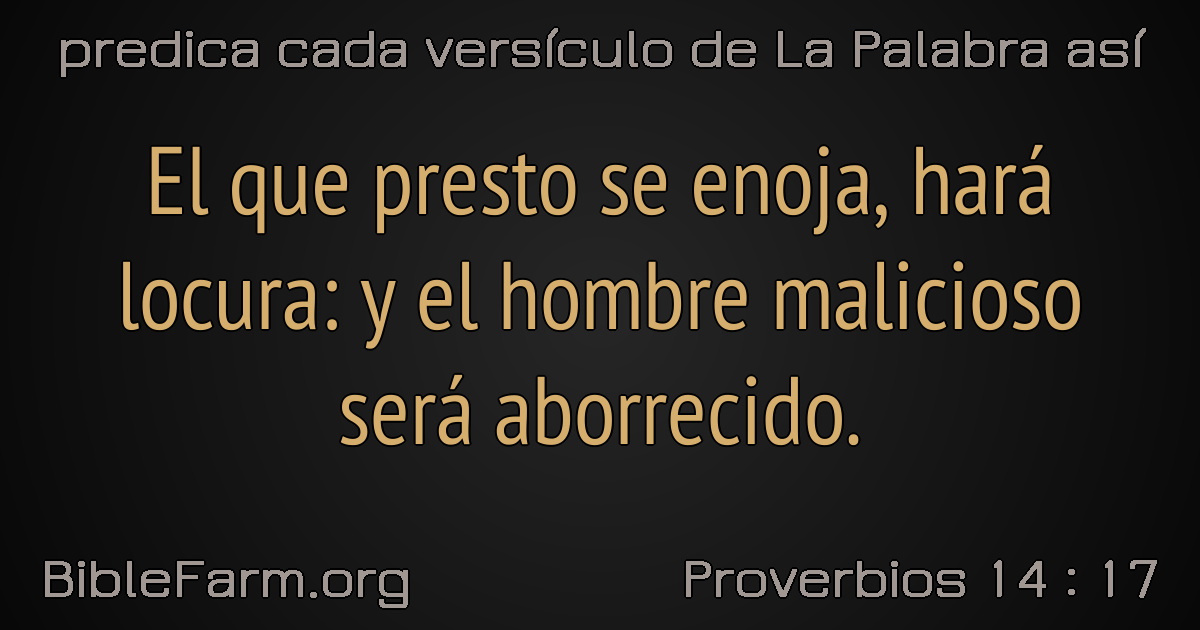 predica cada versículo de La Palabra así
El que presto se enoja, hará
locura: y el hombre malicioso
será aborrecido.
BibleFarm.org
Proverbios 14 : 17